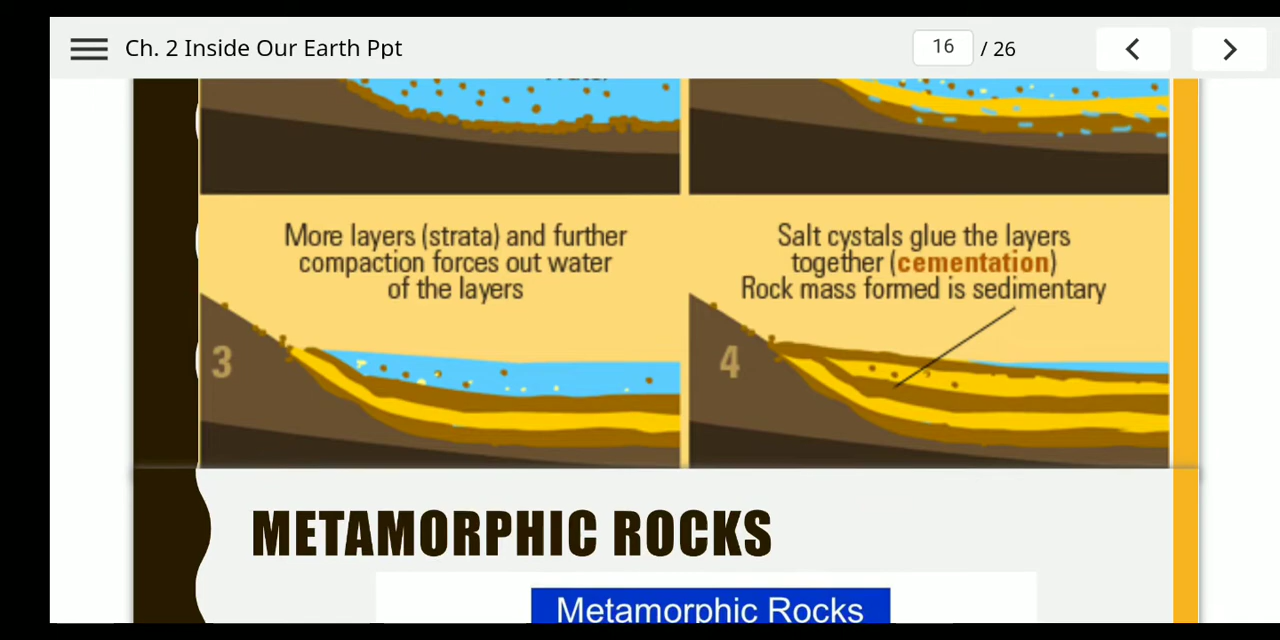 Ch. 2 Inside Our Earth Ppt
16 / 26
More layers (strata) and further
compaction forces out water
of the layers
Salt cystals glue the layers
together (cementation)
Rock mass formed is sedimentary
3
4
METAMORPHIC ROCKS
Metamorphic Rocks